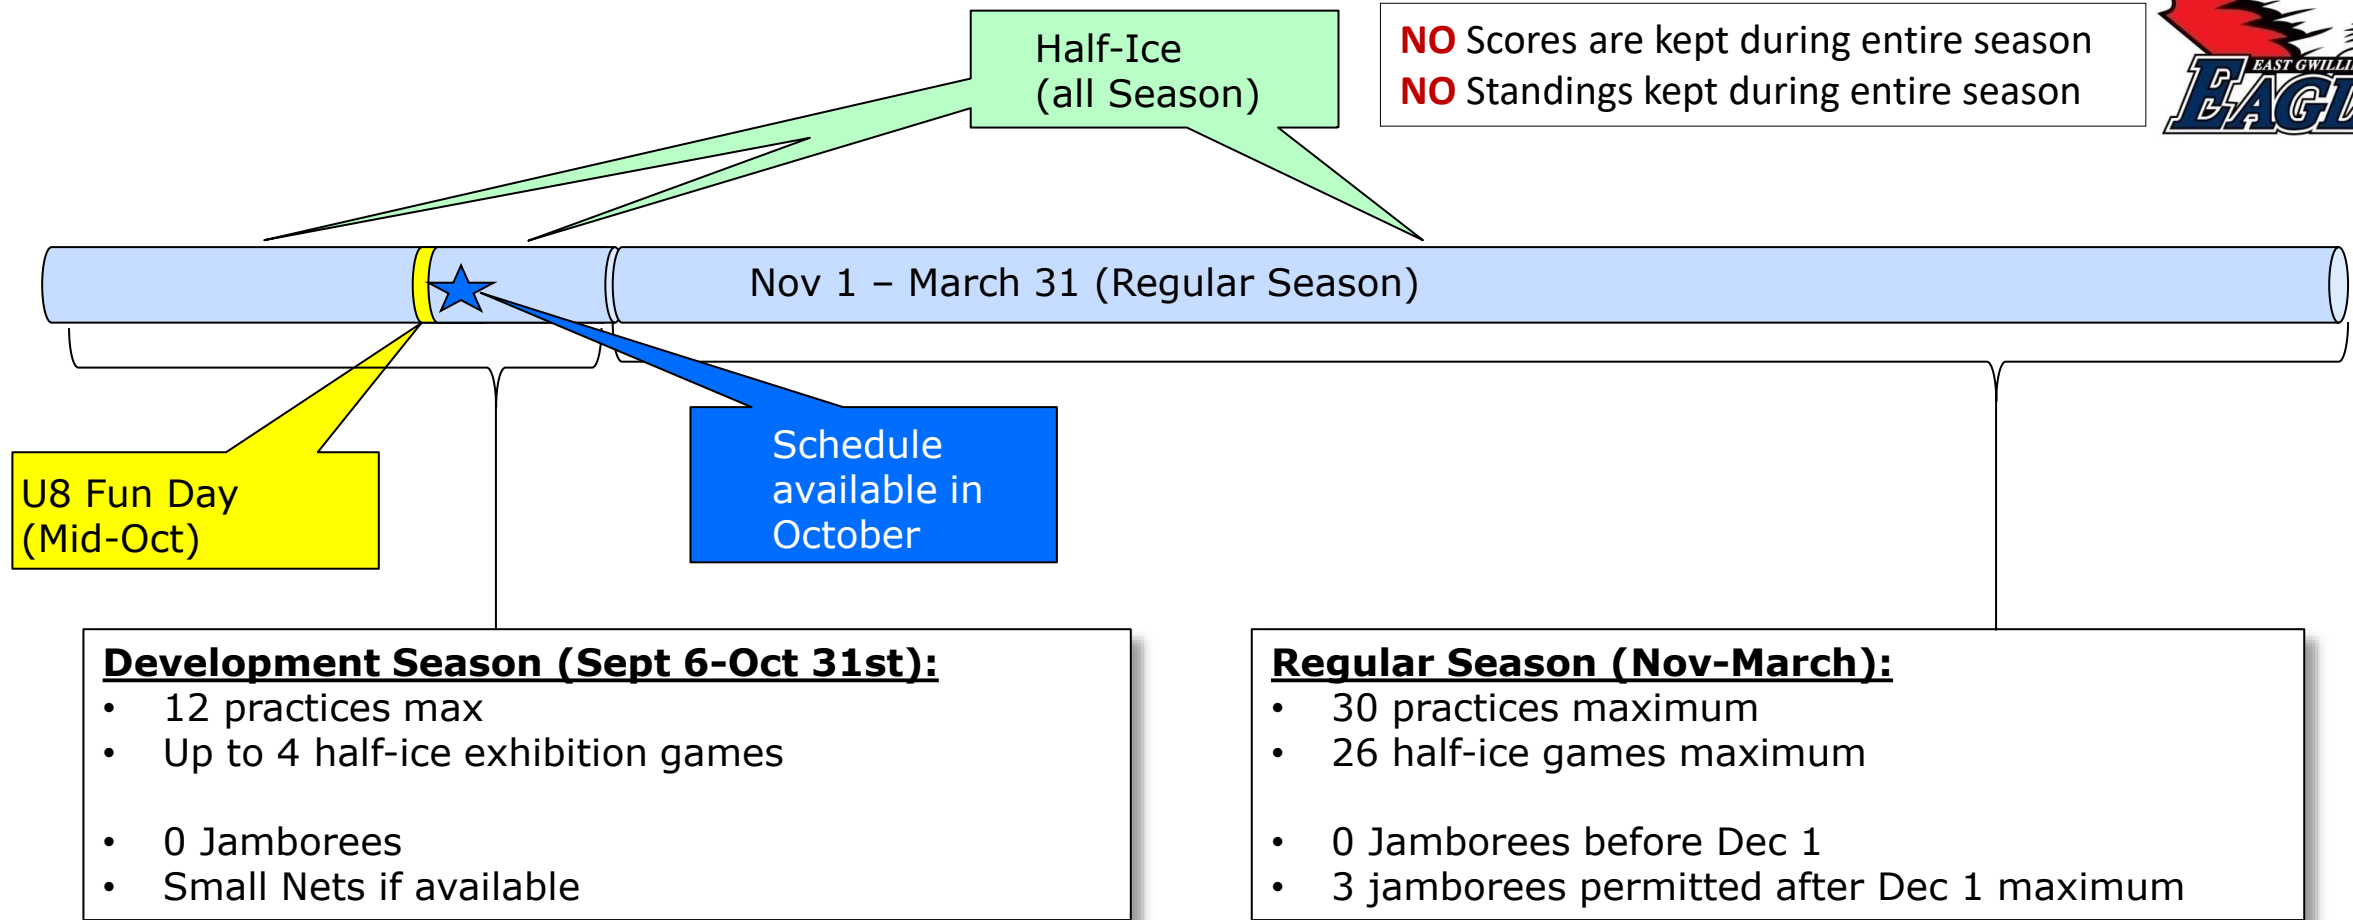 Half-Ice
(all Season)
NO Scores are kept during entire season
NO Standings kept during entire season
EAST
Nov 1 – March 31 (Regular Season)
U8 Fun Day
(Mid-Oct)
Schedule
available in
October
Development Season (Sept 6-Oct 31st):
• 12 practices max
• Up to 4 half-ice exhibition games
• 0 Jamborees
• Small Nets if available
Regular Season (Nov-March):
• 30 practices maximum
• 26 half-ice games maximum
• 0 Jamborees before Dec 1
• 3 jamborees permitted after Dec 1 maximum